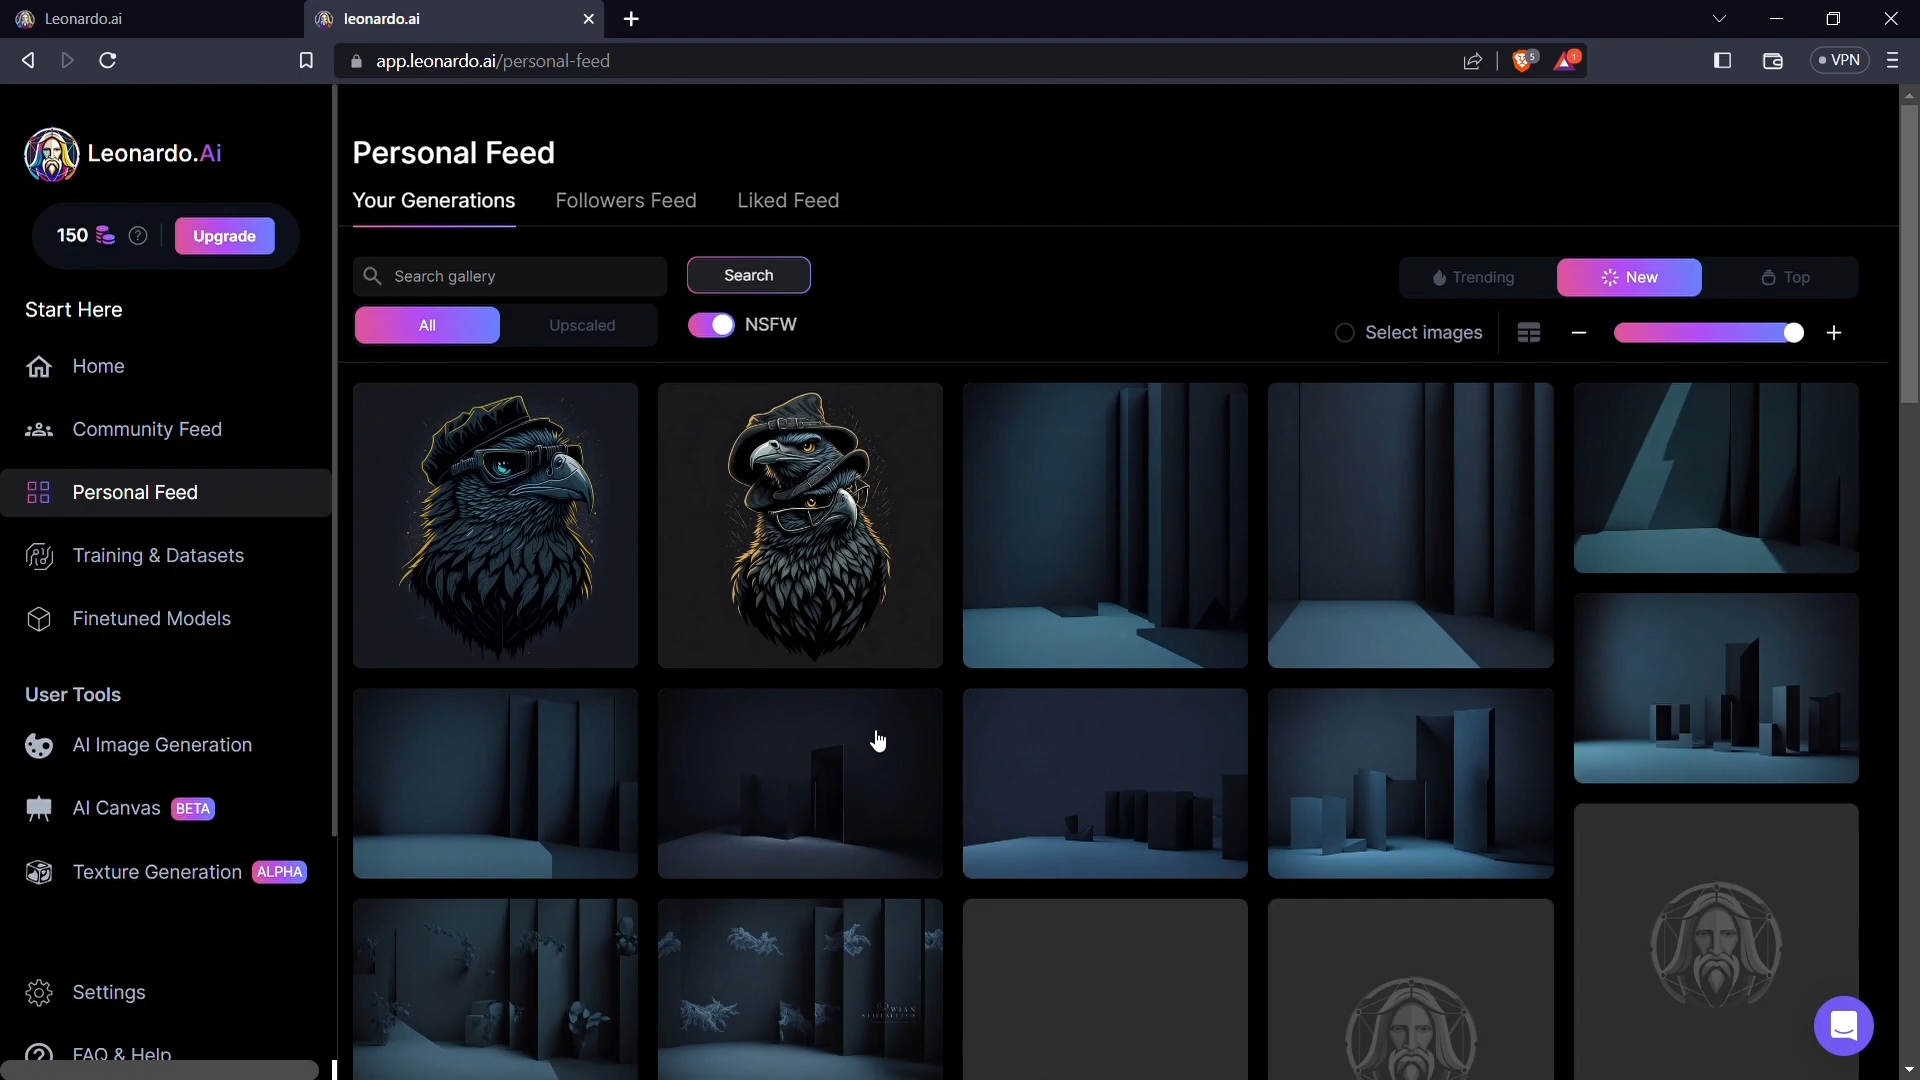 Leonardo.ai
leonardo.ai
app.leonardo.ai/personal-feed
5
1
VPN
Leonardo.Ai
150
?
Upgrade
Start Here
Home
Community Feed
Personal Feed
Training & Datasets
Finetuned Models
User Tools
AI Image Generation
AI Canvas BETA
Texture Generation ALPHA
Settings
FAQ & Help
Personal Feed
Your Generations
Followers Feed
Liked Feed
Search gallery
Search
Trending
New
Top
All
Upscaled
NSFW
Select images